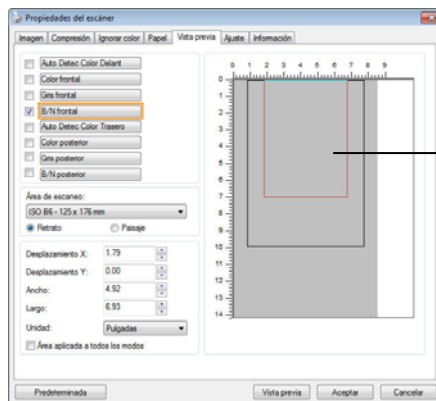 Propiedades del escáner
Imagen Compresión Ignorar color Papel Vista previa Ajuste Información
Auto Detec Color Delant
Color frontal
Gris frontal
B/N frontal
Auto Detec Color Trasero
Color posterior
Gris posterior
B/N posterior
Área de escaneo:
ISO B6 - 125 x 176 mm
Retrato Paisaje
Desplazamiento X: 1.79
Desplazamiento Y: 0.00
Ancho: 4.92
Largo: 6.93
Unidad: Pulgadas
Área aplicada a todos los modos
0 1 2 3 4 5 6 7 8 9
0
1
2
3
4
5
6
7
8
9
10
11
12
13
14
Predeterminada Vista previa Aceptar Cancelar